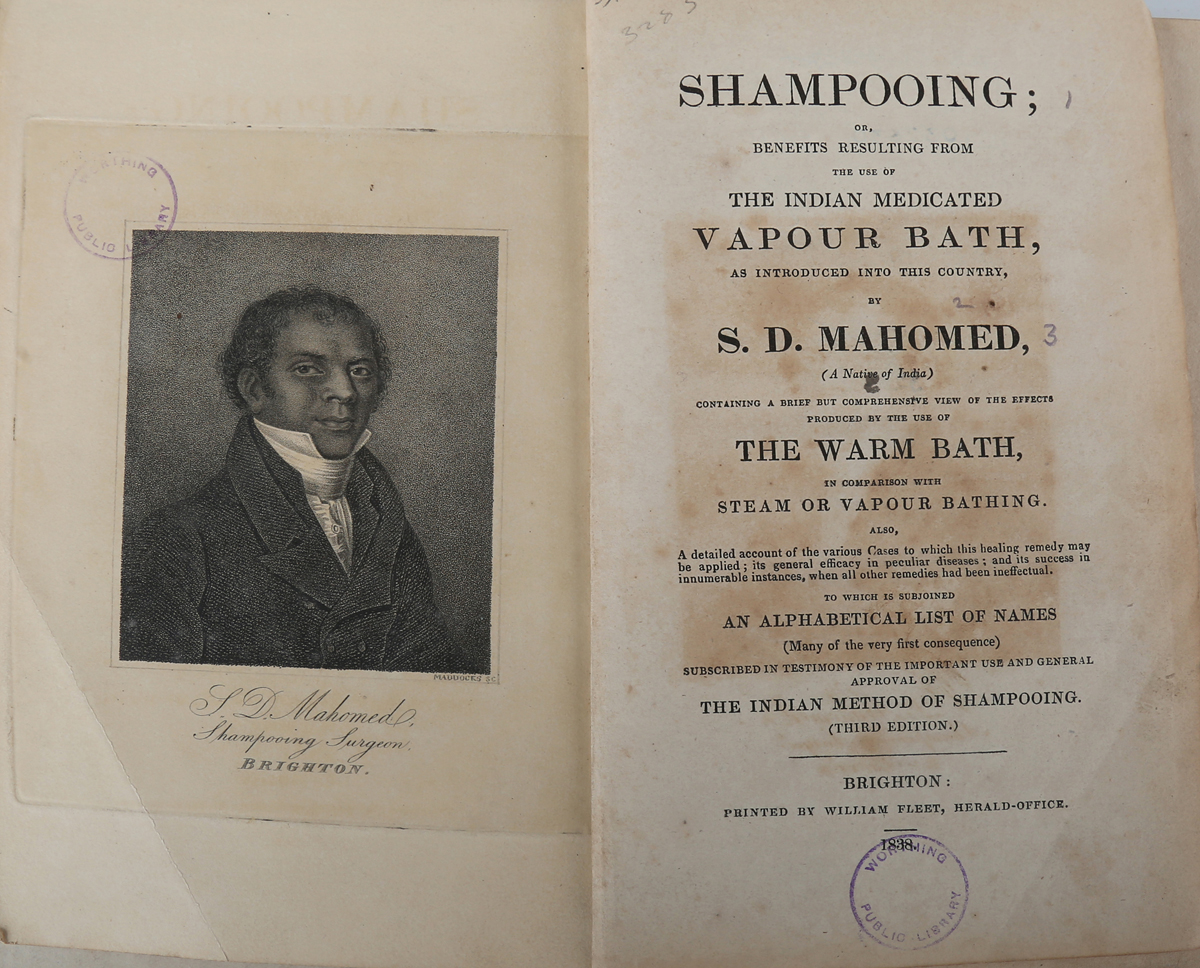 WORTHING
PUBLIC LIBRARY
MADDOCKS SC
S. D. Mahomed,
Shampooing Surgeon,
BRIGHTON.
SHAMPOOING; 1
OR,
BENEFITS RESULTING FROM
THE USE OF
THE INDIAN MEDICATED
VAPOUR BATH,
AS INTRODUCED INTO THIS COUNTRY,
BY 2
S. D. MAHOMED, 3
(A Native of India)
CONTAINING A BRIEF BUT COMPREHENSIVE VIEW OF THE EFFECTS
PRODUCED BY THE USE OF
THE WARM BATH,
IN COMPARISON WITH
STEAM OR VAPOUR BATHING.
ALSO,
A detailed account of the various Cases to which this healing remedy may
be applied; its general efficacy in peculiar diseases; and its success in
innumerable instances, when all other remedies had been ineffectual.
TO WHICH IS SUBJOINED
AN ALPHABETICAL LIST OF NAMES
(Many of the very first consequence)
SUBSCRIBED IN TESTIMONY OF THE IMPORTANT USE AND GENERAL
APPROVAL OF
THE INDIAN METHOD OF SHAMPOOING.
(THIRD EDITION.)
BRIGHTON:
PRINTED BY WILLIAM FLEET, HERALD-OFFICE.
1838.
WORTHING
PUBLIC LIBRARY